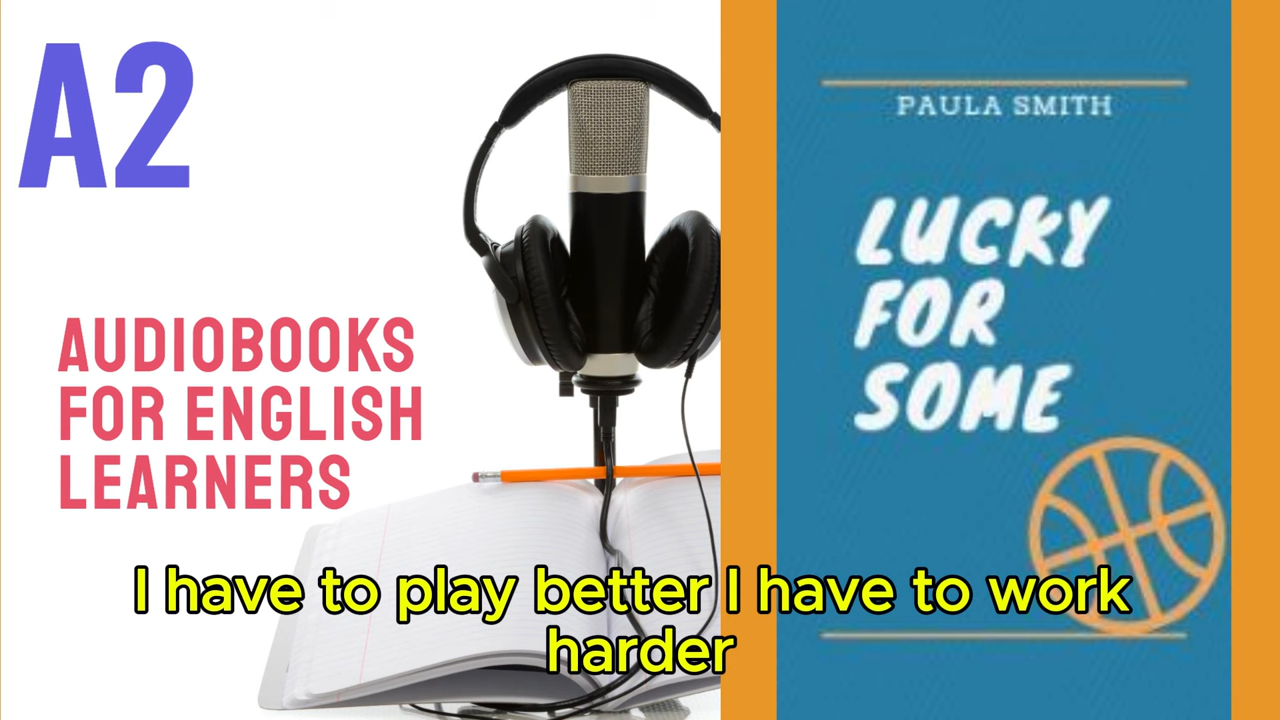 A2
AUDIOBOOKS
FOR ENGLISH
LEARNERS
PAULA SMITH
LUCKY
FOR
SOME
I have to play better I have to work
harder